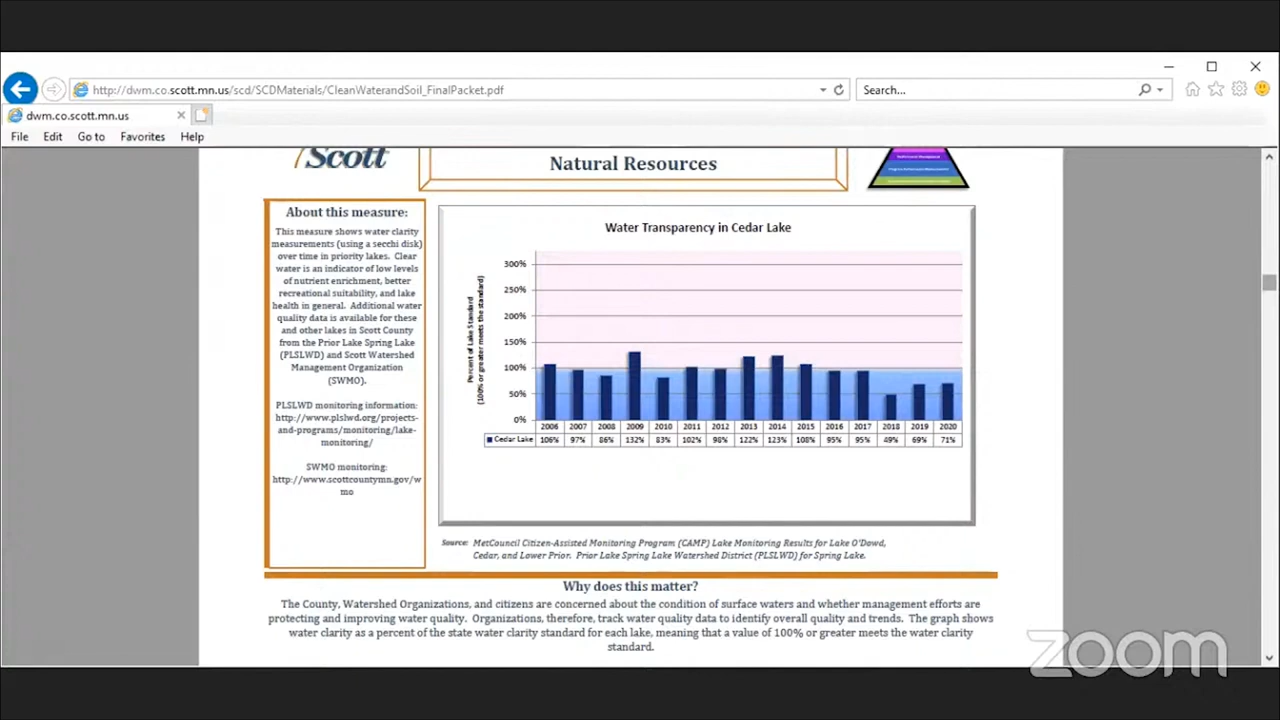 http://dwm.co.scott.mn.us/scd/SCDMaterials/CleanWaterandSoil_FinalPacket.pdf
Search...
dwm.co.scott.mn.us
File Edit Go to Favorites Help
Scott
Natural Resources
About this measure:
This measure shows water clarity
measurements (using a secchi disk)
over time in priority lakes. Clear
water is an indicator of low levels
of nutrient enrichment, better
recreational suitability, and lake
health in general. Additional water
quality data is available for these
and other lakes in Scott County
from the Prior Lake Spring Lake
(PLSLWD) and Scott Watershed
Management Organization
(SWMO).
PLSLWD monitoring information:
http://www.plslwd.org/projects-
and-programs/monitoring/lake-
monitoring/
SWMO monitoring:
http://www.scottcountymn.gov/w
mo
Water Transparency in Cedar Lake
Percent of Lake Standard
(100% or greater meets the standard)
300%
250%
200%
150%
100%
50%
0%
2006 2007 2008 2009 2010 2011 2012 2013 2014 2015 2016 2017 2018 2019 2020
Cedar Lake 106% 97% 86% 132% 83% 102% 98% 122% 123% 108% 95% 95% 49% 69% 71%
Source: MetCouncil Citizen-Assisted Monitoring Program (CAMP) Lake Monitoring Results for Lake O'Dowd,
Cedar, and Lower Prior. Prior Lake Spring Lake Watershed District (PLSLWD) for Spring Lake.
Why does this matter?
The County, Watershed Organizations, and citizens are concerned about the condition of surface waters and whether management efforts are
protecting and improving water quality. Organizations, therefore, track water quality data to identify overall quality and trends. The graph shows
water clarity as a percent of the state water clarity standard for each lake, meaning that a value of 100% or greater meets the water clarity
standard.
zoom